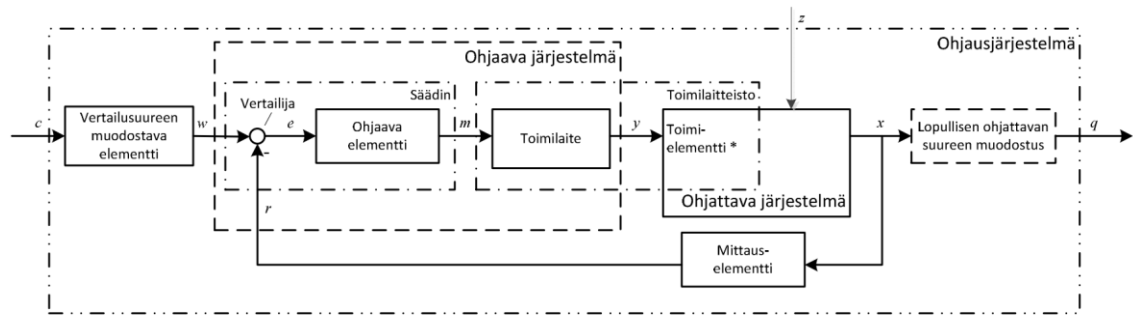 z
Ohjausjärjestelmä
Ohjaava järjestelmä
Säädin
Toimilaitteisto
Vertailija
c
Vertailusuureen
muodostava
elementti
w
e
-
Ohjaava
elementti
m
Toimilaite
y
Toimi-
elementti *
Ohjattava järjestelmä
x
Lopullisen ohjattavan
suureen muodostus
q
r
Mittaus-
elementti